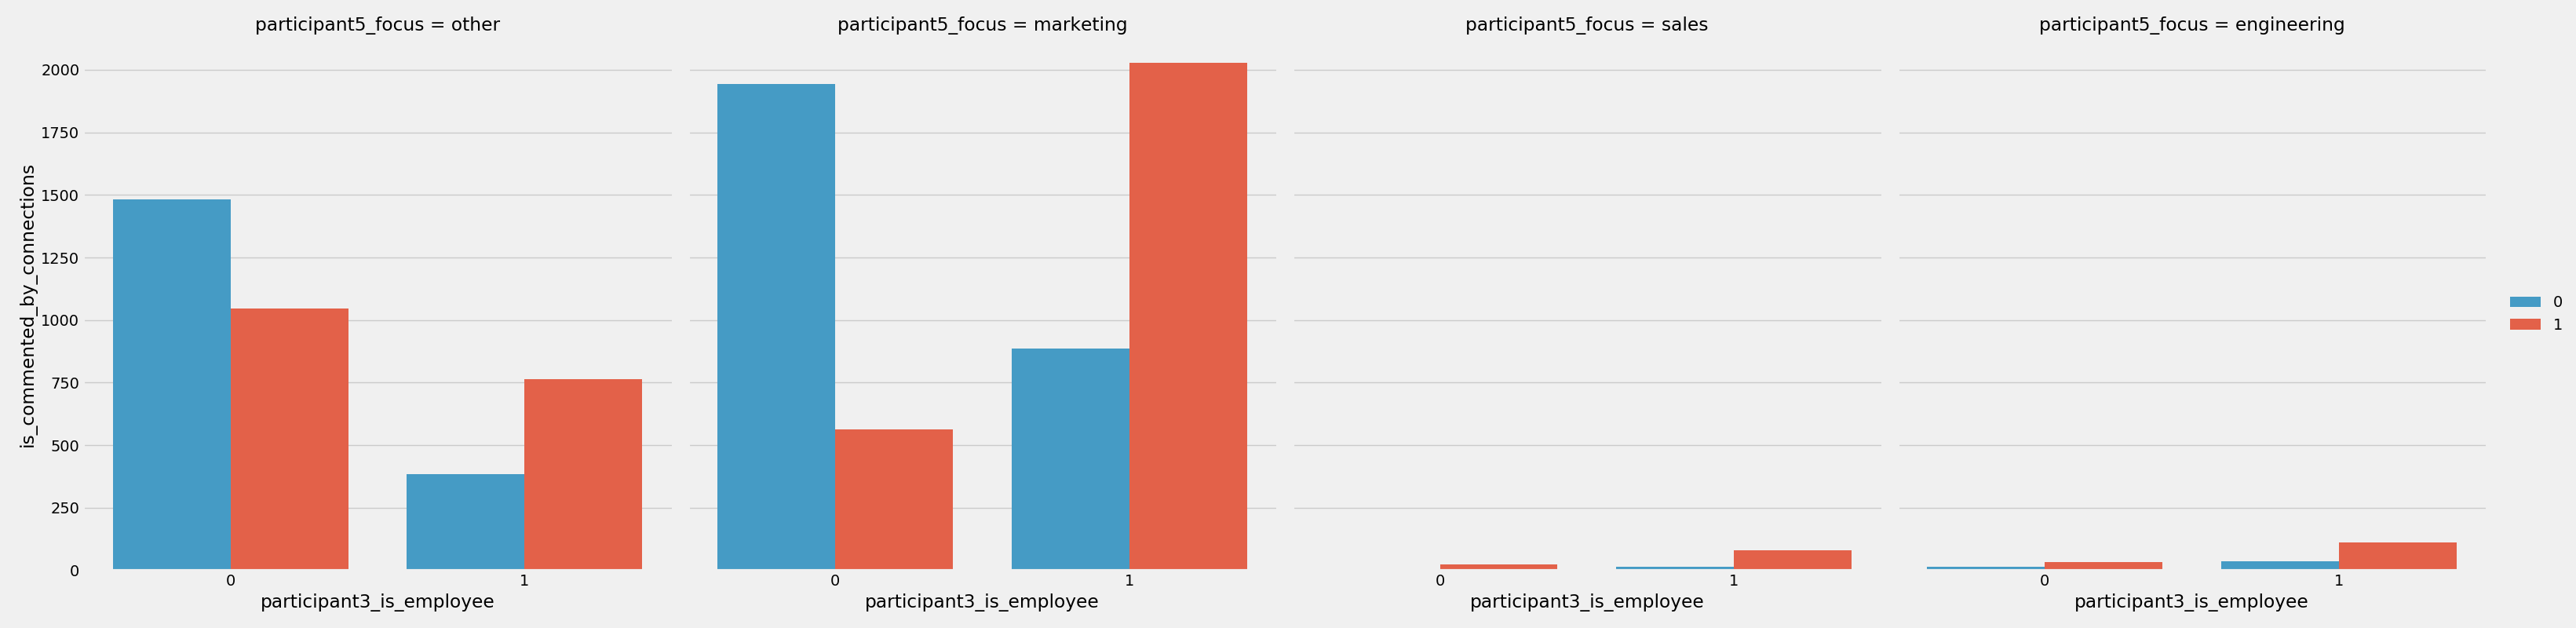 participant5_focus = other
participant5_focus = marketing
participant5_focus = sales
participant5_focus = engineering
is_commented_by_connections
2000
1750
1500
1250
1000
750
500
250
0
0 1
0 1
0 1
0 1
participant3_is_employee
participant3_is_employee
participant3_is_employee
participant3_is_employee
0
1